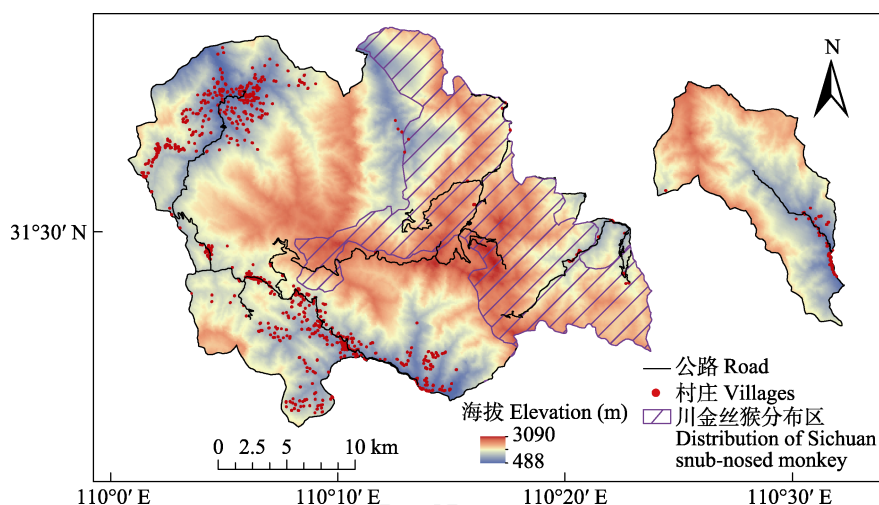 N
31°30′ N
公路 Road
村庄 Villages
川金丝猴分布区
Distribution of Sichuan
snub-nosed monkey
海拔 Elevation (m)
3090
488
0 2.5 5 10 km
110°0′ E 110°10′ E 110°20′ E 110°30′ E